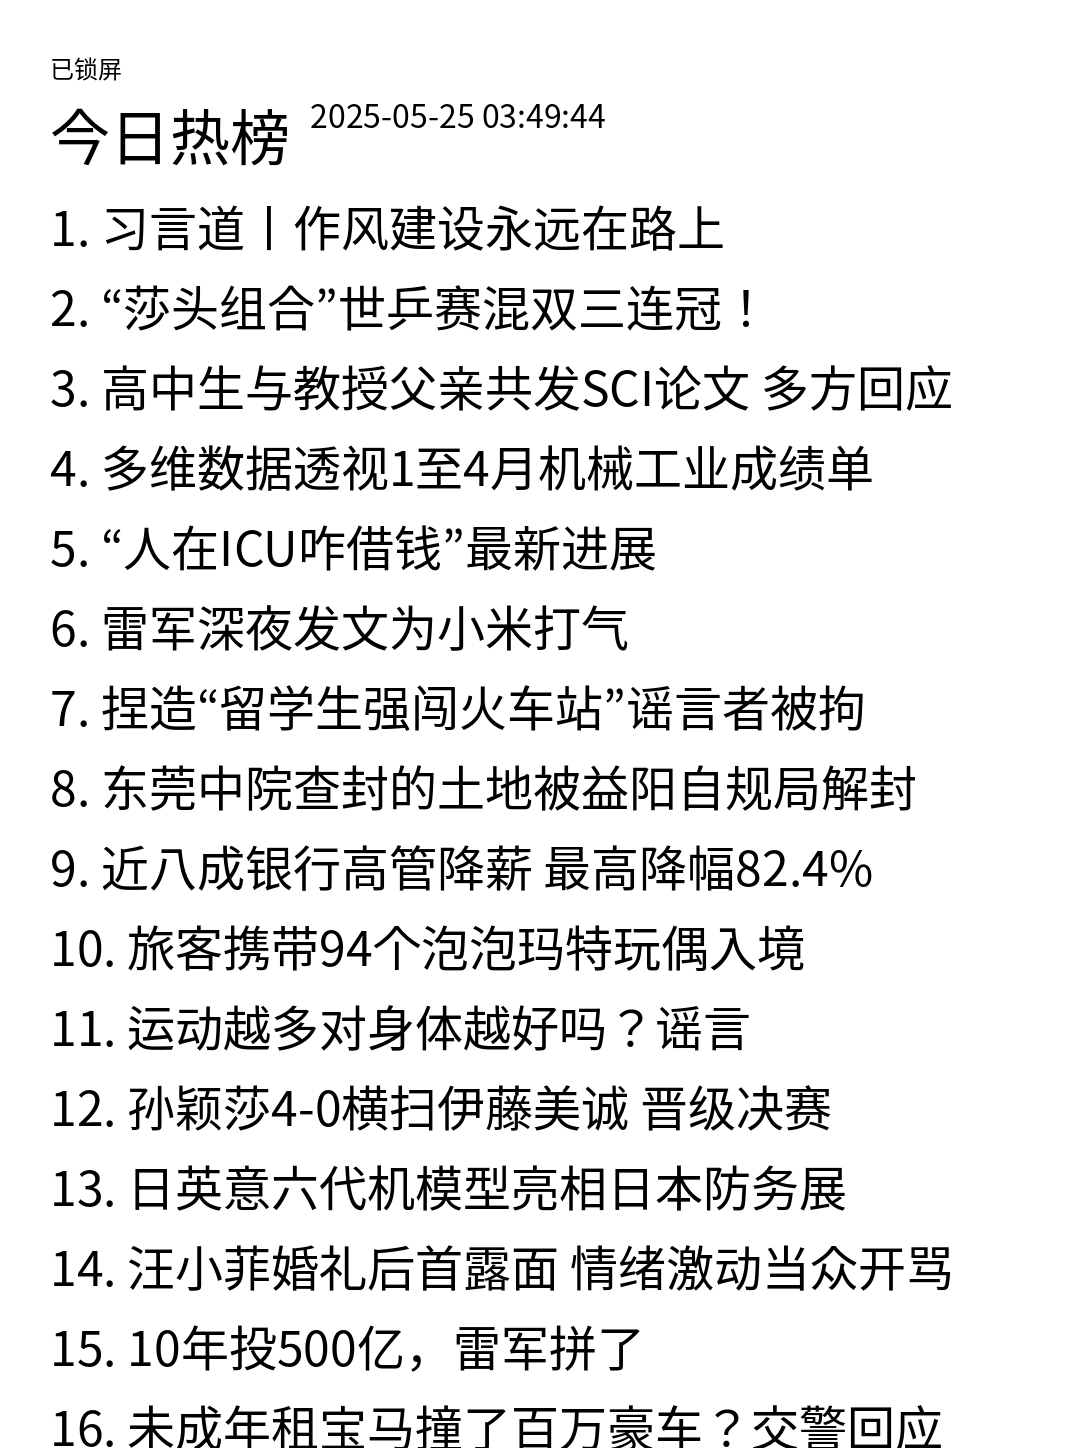 已锁屏
今日热榜 2025-05-25 03:49:44
1. 习言道丨作风建设永远在路上
2. “莎头组合”世乒赛混双三连冠！
3. 高中生与教授父亲共发SCI论文 多方回应
4. 多维数据透视1至4月机械工业成绩单
5. “人在ICU咋借钱”最新进展
6. 雷军深夜发文为小米打气
7. 捏造“留学生强闯火车站”谣言者被拘
8. 东莞中院查封的土地被益阳自规局解封
9. 近八成银行高管降薪 最高降幅82.4%
10. 旅客携带94个泡泡玛特玩偶入境
11. 运动越多对身体越好吗？谣言
12. 孙颖莎4-0横扫伊藤美诚 晋级决赛
13. 日英意六代机模型亮相日本防务展
14. 汪小菲婚礼后首露面 情绪激动当众开骂
15. 10年投500亿，雷军拼了
16. 未成年租宝马撞了百万豪车？交警回应